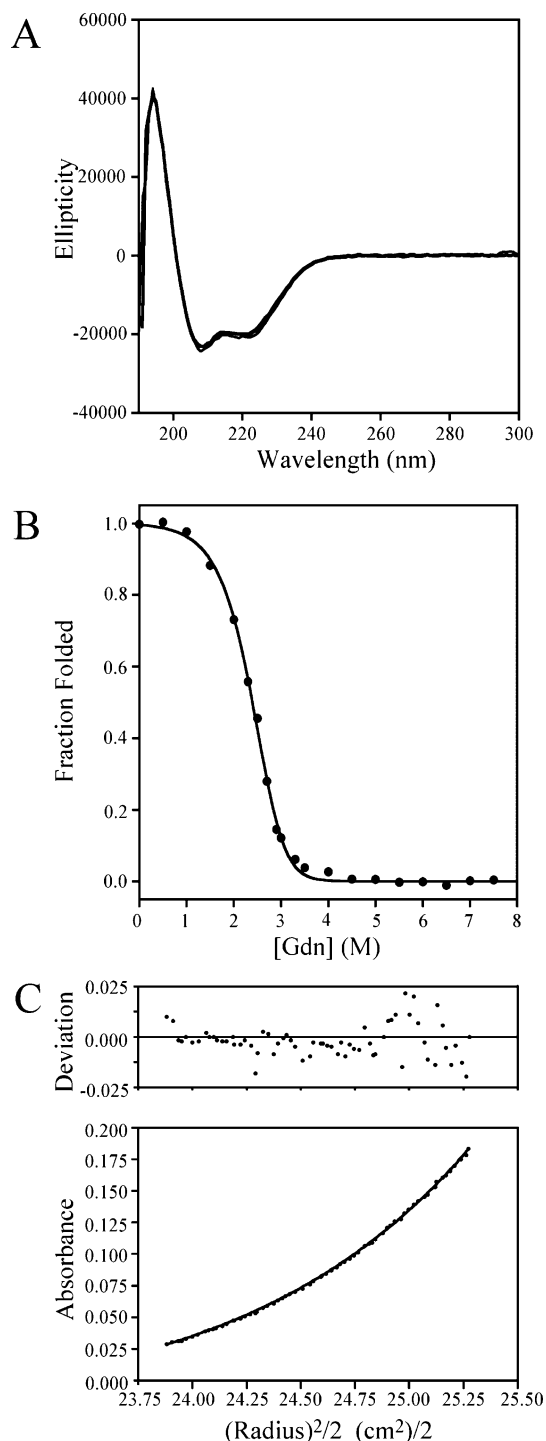 A
60000
40000
20000
0
-20000
-40000
Ellipticity
200 220 240 260 280 300
Wavelength (nm)
B
1.0
0.8
0.6
0.4
0.2
0.0
Fraction Folded
0 1 2 3 4 5 6 7 8
[Gdn] (M)
C
0.025
0.000
-0.025
Deviation
0.200
0.175
0.150
0.125
0.100
0.075
0.050
0.025
0.000
Absorbance
23.75 24.00 24.25 24.50 24.75 25.00 25.25 25.50
(Radius)²/2 (cm²)/2